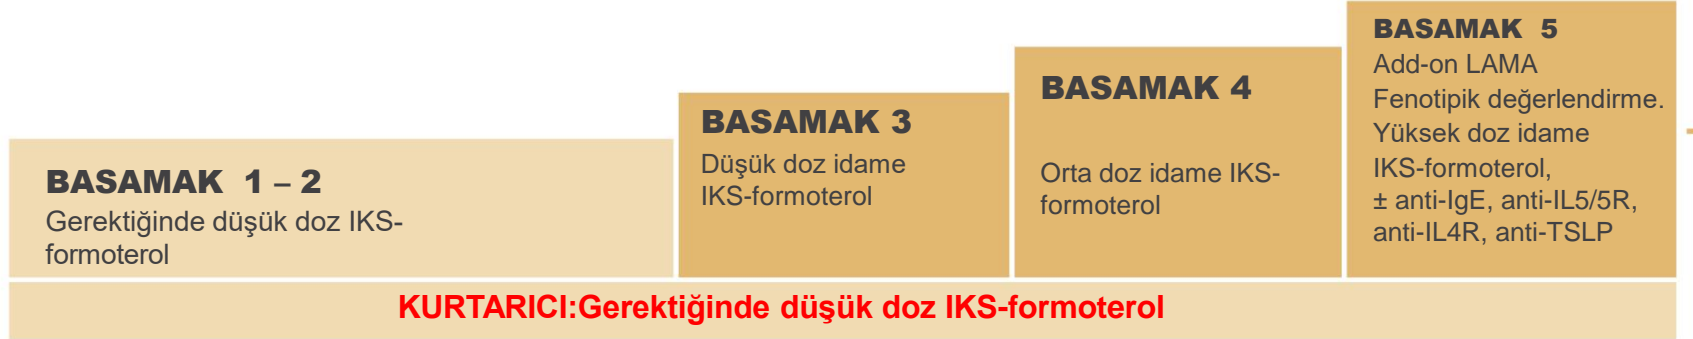 BASAMAK 1 – 2
Gerektiğinde düşük doz IKS-
formoterol
BASAMAK 3
Düşük doz idame
IKS-formoterol
BASAMAK 4
Orta doz idame IKS-
formoterol
BASAMAK 5
Add-on LAMA
Fenotipik değerlendirme.
Yüksek doz idame
IKS-formoterol,
± anti-IgE, anti-IL5/5R,
anti-IL4R, anti-TSLP
KURTARICI:Gerektiğinde düşük doz IKS-formoterol